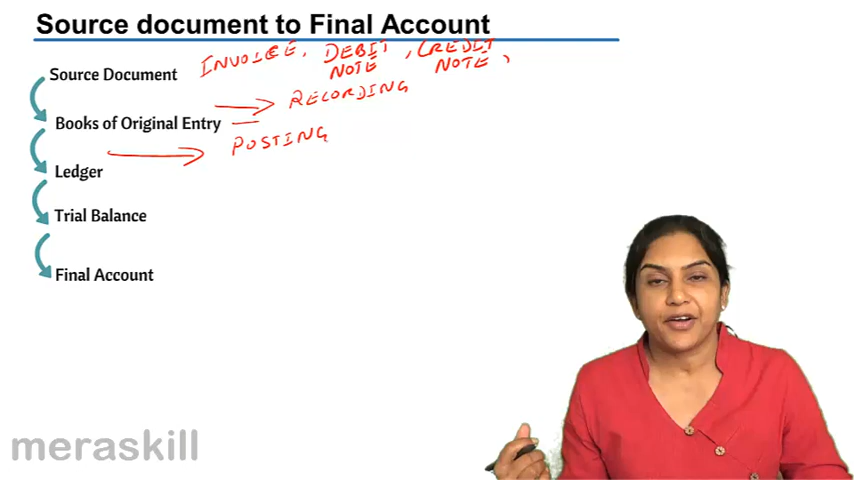 Source document to Final Account
INVOICE, DEBIT NOTE, CREDIT NOTE,
Source Document
RECORDING
Books of Original Entry
POSTING
Ledger
Trial Balance
Final Account
meraskill